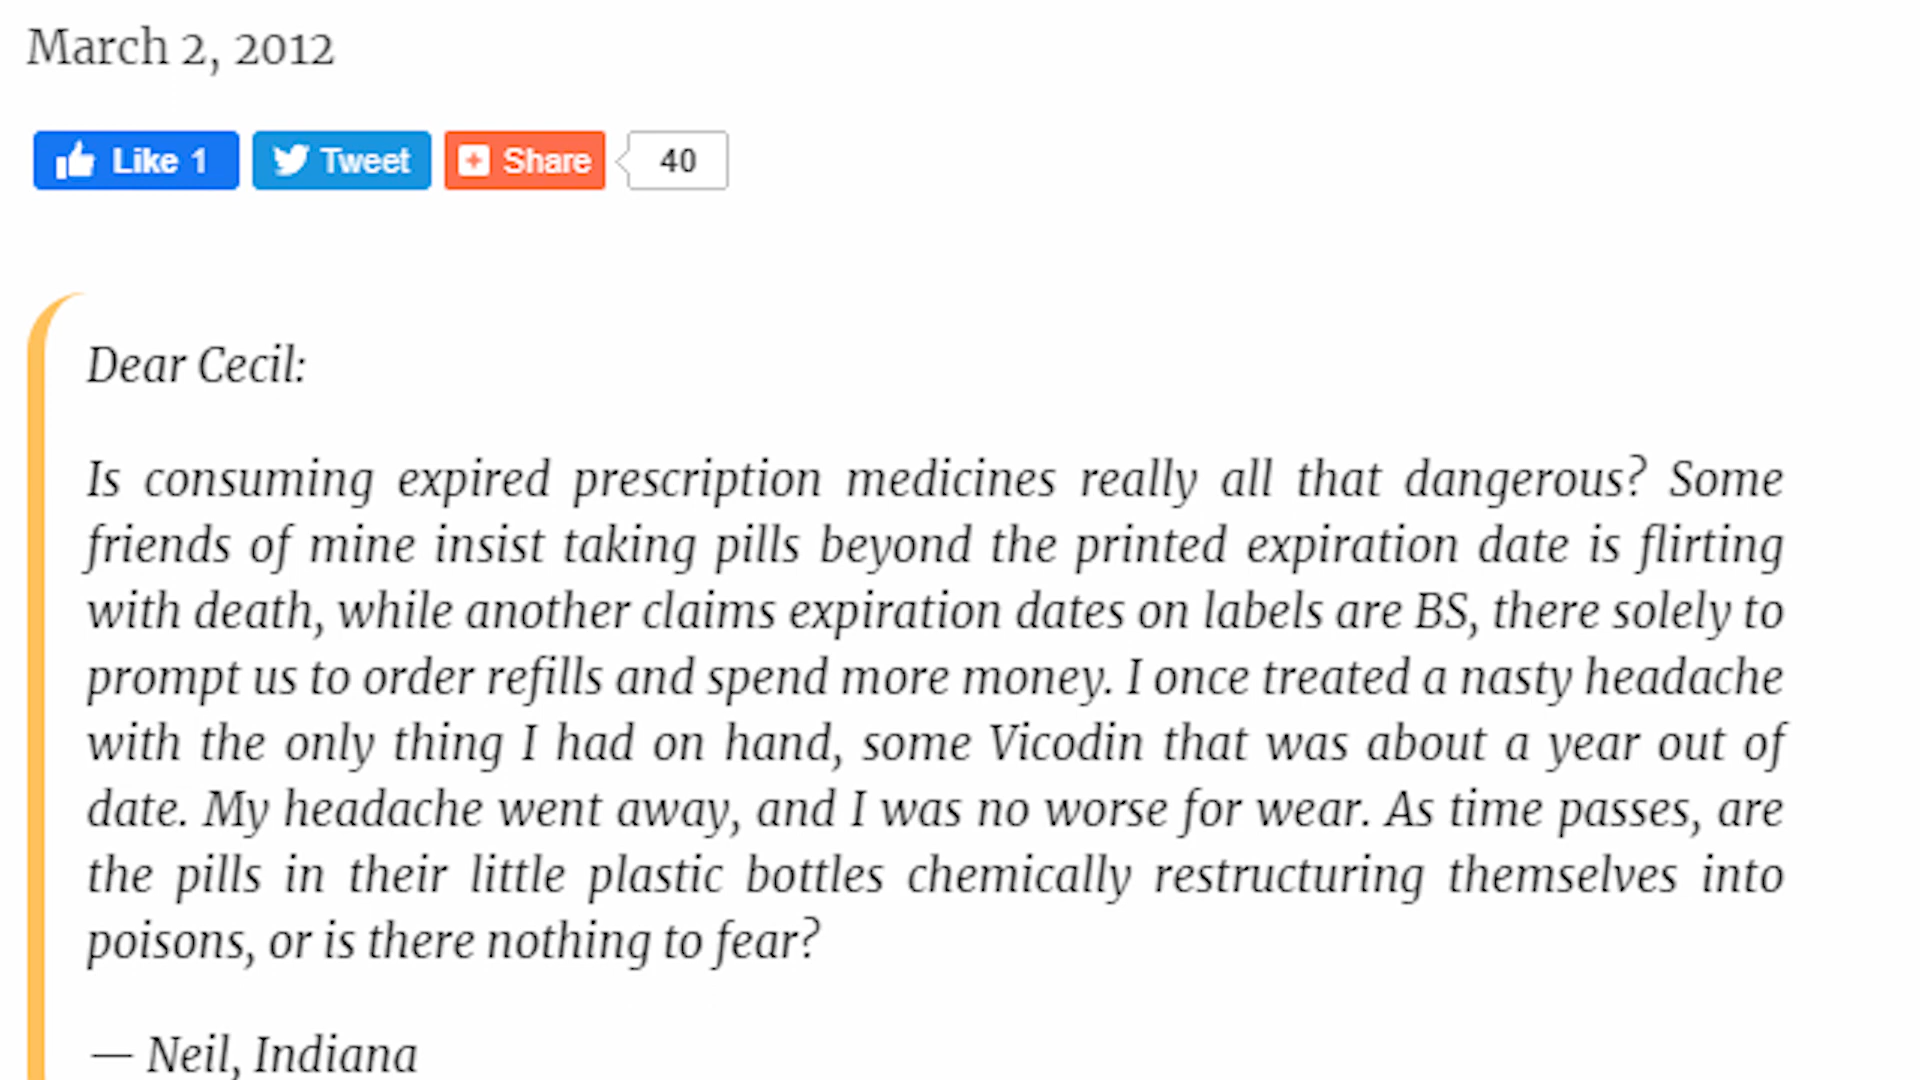 March 2, 2012
Like 1 Tweet Share 40
Dear Cecil:
Is consuming expired prescription medicines really all that dangerous? Some
friends of mine insist taking pills beyond the printed expiration date is flirting
with death, while another claims expiration dates on labels are BS, there solely to
prompt us to order refills and spend more money. I once treated a nasty headache
with the only thing I had on hand, some Vicodin that was about a year out of
date. My headache went away, and I was no worse for wear. As time passes, are
the pills in their little plastic bottles chemically restructuring themselves into
poisons, or is there nothing to fear?
— Neil, Indiana